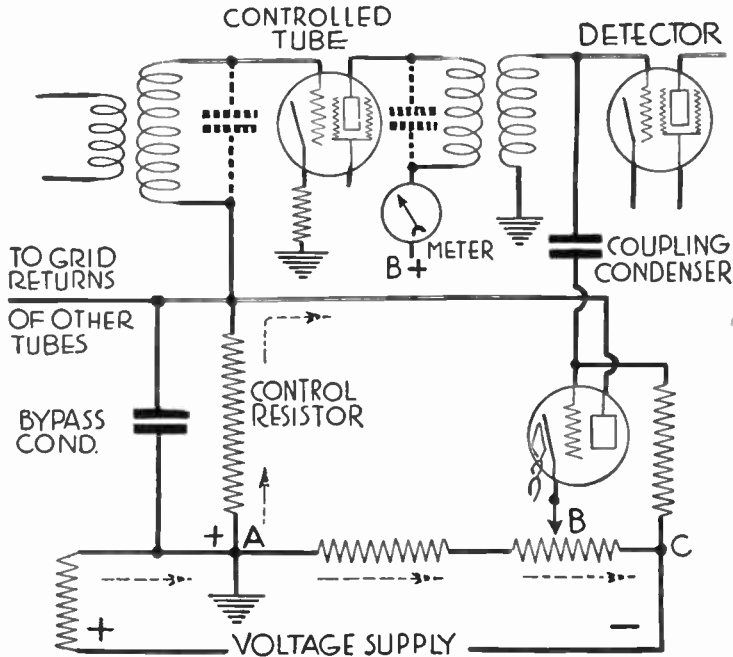 CONTROLLED
TUBE
DETECTOR
METER
B+
COUPLING
CONDENSER
TO GRID
RETURNS
OF OTHER
TUBES
CONTROL
RESISTOR
BYPASS
COND.
+ A
B
C
+
VOLTAGE SUPPLY
−